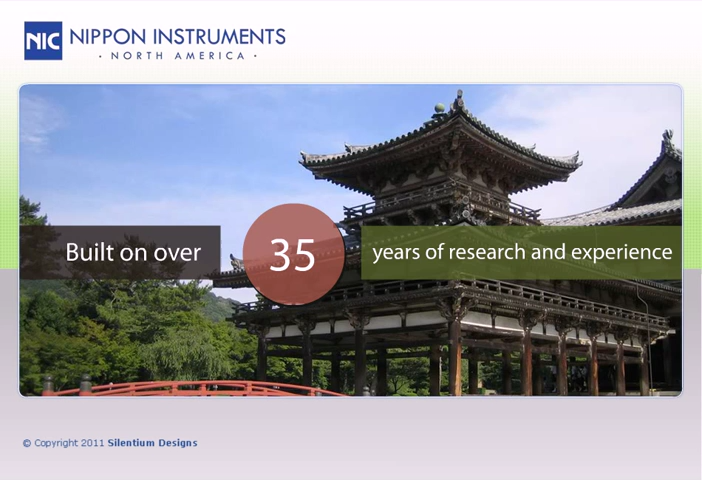 NIC NIPPON INSTRUMENTS
· NORTH AMERICA ·
Built on over 35 years of research and experience
© Copyright 2011 Silentium Designs